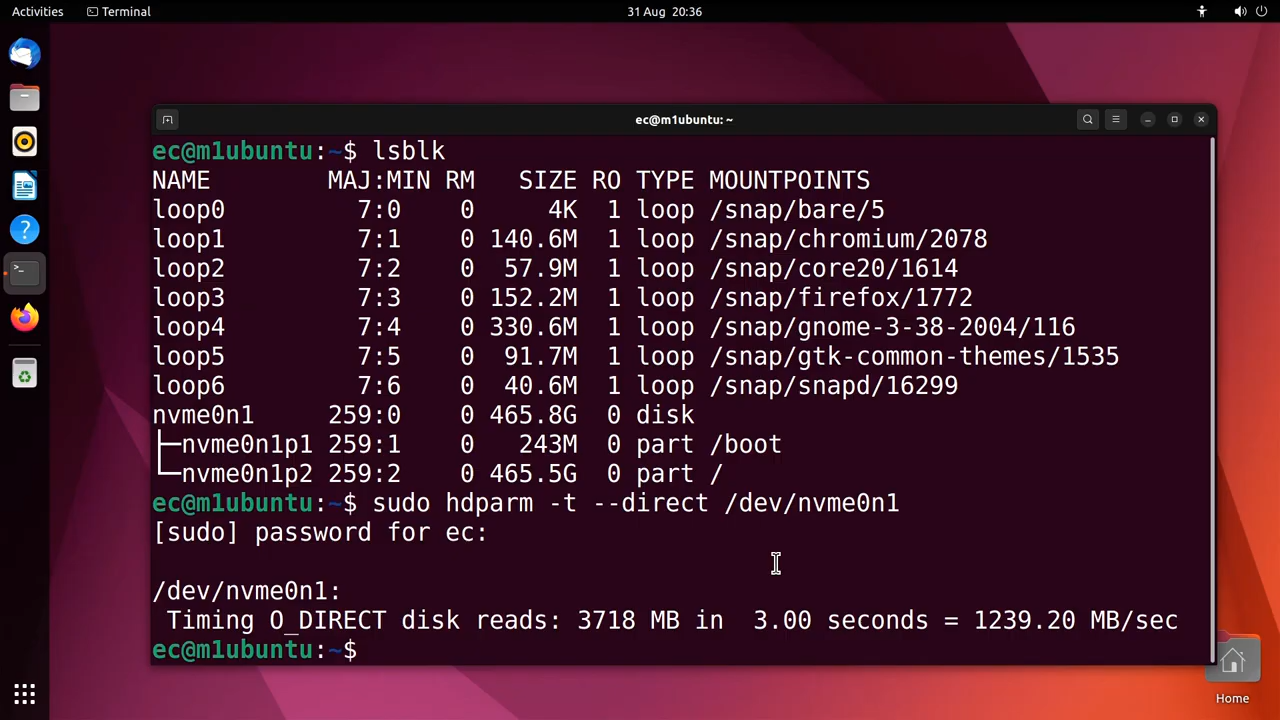 Activities Terminal 31 Aug 20:36
ec@m1ubuntu: ~
ec@m1ubuntu:~$ lsblk
NAME MAJ:MIN RM SIZE RO TYPE MOUNTPOINTS
loop0 7:0 0 4K 1 loop /snap/bare/5
loop1 7:1 0 140.6M 1 loop /snap/chromium/2078
loop2 7:2 0 57.9M 1 loop /snap/core20/1614
loop3 7:3 0 152.2M 1 loop /snap/firefox/1772
loop4 7:4 0 330.6M 1 loop /snap/gnome-3-38-2004/116
loop5 7:5 0 91.7M 1 loop /snap/gtk-common-themes/1535
loop6 7:6 0 40.6M 1 loop /snap/snapd/16299
nvme0n1 259:0 0 465.8G 0 disk
├─nvme0n1p1 259:1 0 243M 0 part /boot
└─nvme0n1p2 259:2 0 465.5G 0 part /
ec@m1ubuntu:~$ sudo hdparm -t --direct /dev/nvme0n1
[sudo] password for ec:
/dev/nvme0n1:
Timing O_DIRECT disk reads: 3718 MB in 3.00 seconds = 1239.20 MB/sec
ec@m1ubuntu:~$
Home